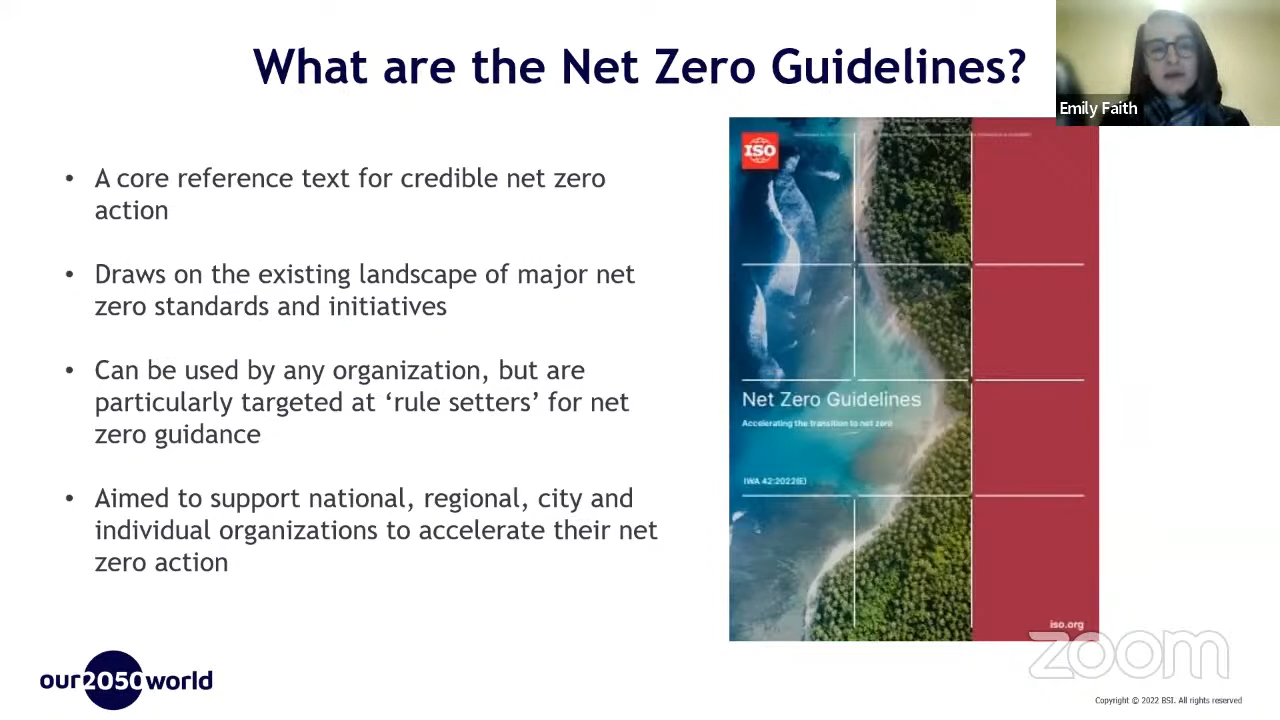 What are the Net Zero Guidelines?
Emily Faith
• A core reference text for credible net zero
action
• Draws on the existing landscape of major net
zero standards and initiatives
• Can be used by any organization, but are
particularly targeted at ‘rule setters’ for net
zero guidance
• Aimed to support national, regional, city and
individual organizations to accelerate their net
zero action
ISO
Net Zero Guidelines
Accelerating the transition to net zero
IWA 42:2022(E)
iso.org
our2050world
zoom
Copyright © 2022 BSI. All rights reserved